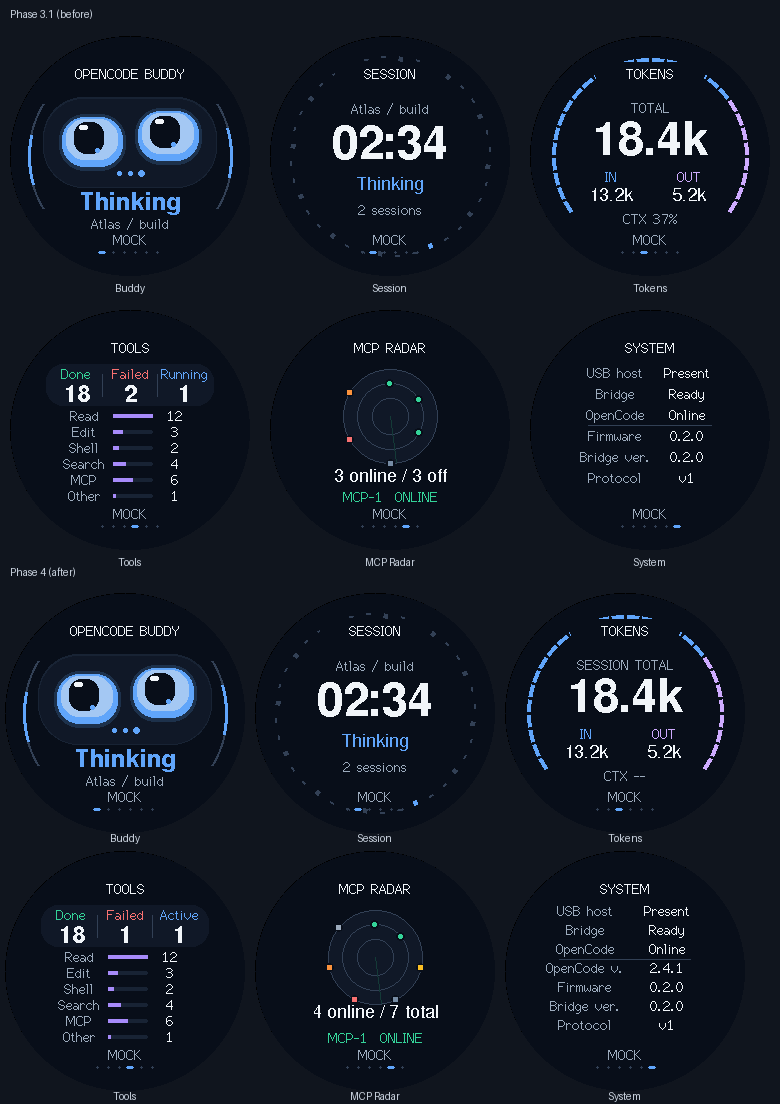 Phase 3.1 (before)
OPENCODE BUDDY
Thinking
Atlas / build
MOCK
Buddy
SESSION
Atlas / build
02:34
Thinking
2 sessions
MOCK
Session
TOKENS
TOTAL
18.4k
IN OUT
13.2k 5.2k
CTX 37%
MOCK
Tokens
TOOLS
Done Failed Running
18 2 1
Read 12
Edit 3
Shell 2
Search 4
MCP 6
Other 1
MOCK
Tools
MCP RADAR
3 online / 3 off
MCP-1 ONLINE
MOCK
MCP Radar
SYSTEM
USB host Present
Bridge Ready
OpenCode Online
Firmware 0.2.0
Bridge ver. 0.2.0
Protocol v1
MOCK
System
Phase 4 (after)
OPENCODE BUDDY
Thinking
Atlas / build
MOCK
Buddy
SESSION
Atlas / build
02:34
Thinking
2 sessions
MOCK
Session
TOKENS
SESSION TOTAL
18.4k
IN OUT
13.2k 5.2k
CTX --
MOCK
Tokens
TOOLS
Done Failed Active
18 1 1
Read 12
Edit 3
Shell 2
Search 4
MCP 6
Other 1
MOCK
Tools
MCP RADAR
4 online / 7 total
MCP-1 ONLINE
MOCK
MCP Radar
SYSTEM
USB host Present
Bridge Ready
OpenCode Online
OpenCode v. 2.4.1
Firmware 0.2.0
Bridge ver. 0.2.0
Protocol v1
MOCK
System